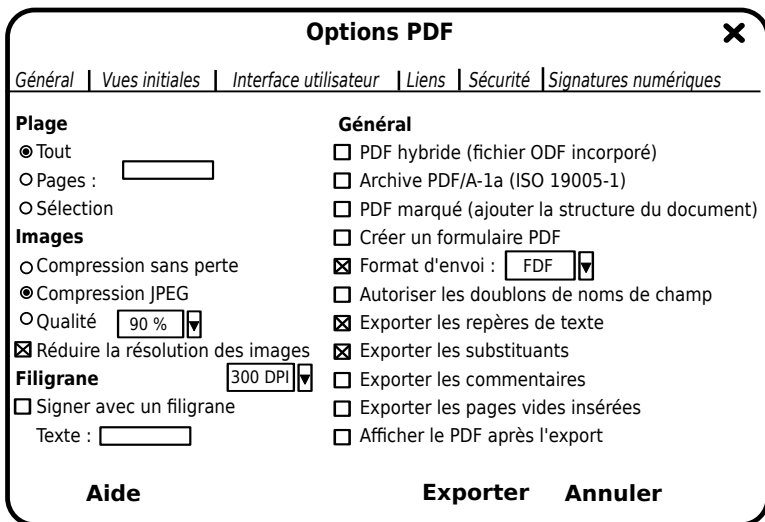 Options PDF
Général Vues initiales Interface utilisateur Liens Sécurité Signatures numériques
Plage
Tout
Pages :
Sélection
Images
Compression sans perte
Compression JPEG
Qualité 90 %
Réduire la résolution des images
300 DPI
Filigrane
Signer avec un filigrane
Texte :
Général
PDF hybride (fichier ODF incorporé)
Archive PDF/A-1a (ISO 19005-1)
PDF marqué (ajouter la structure du document)
Créer un formulaire PDF
Format d'envoi : FDF
Autoriser les doublons de noms de champ
Exporter les repères de texte
Exporter les substituants
Exporter les commentaires
Exporter les pages vides insérées
Afficher le PDF après l'export
Aide Exporter Annuler